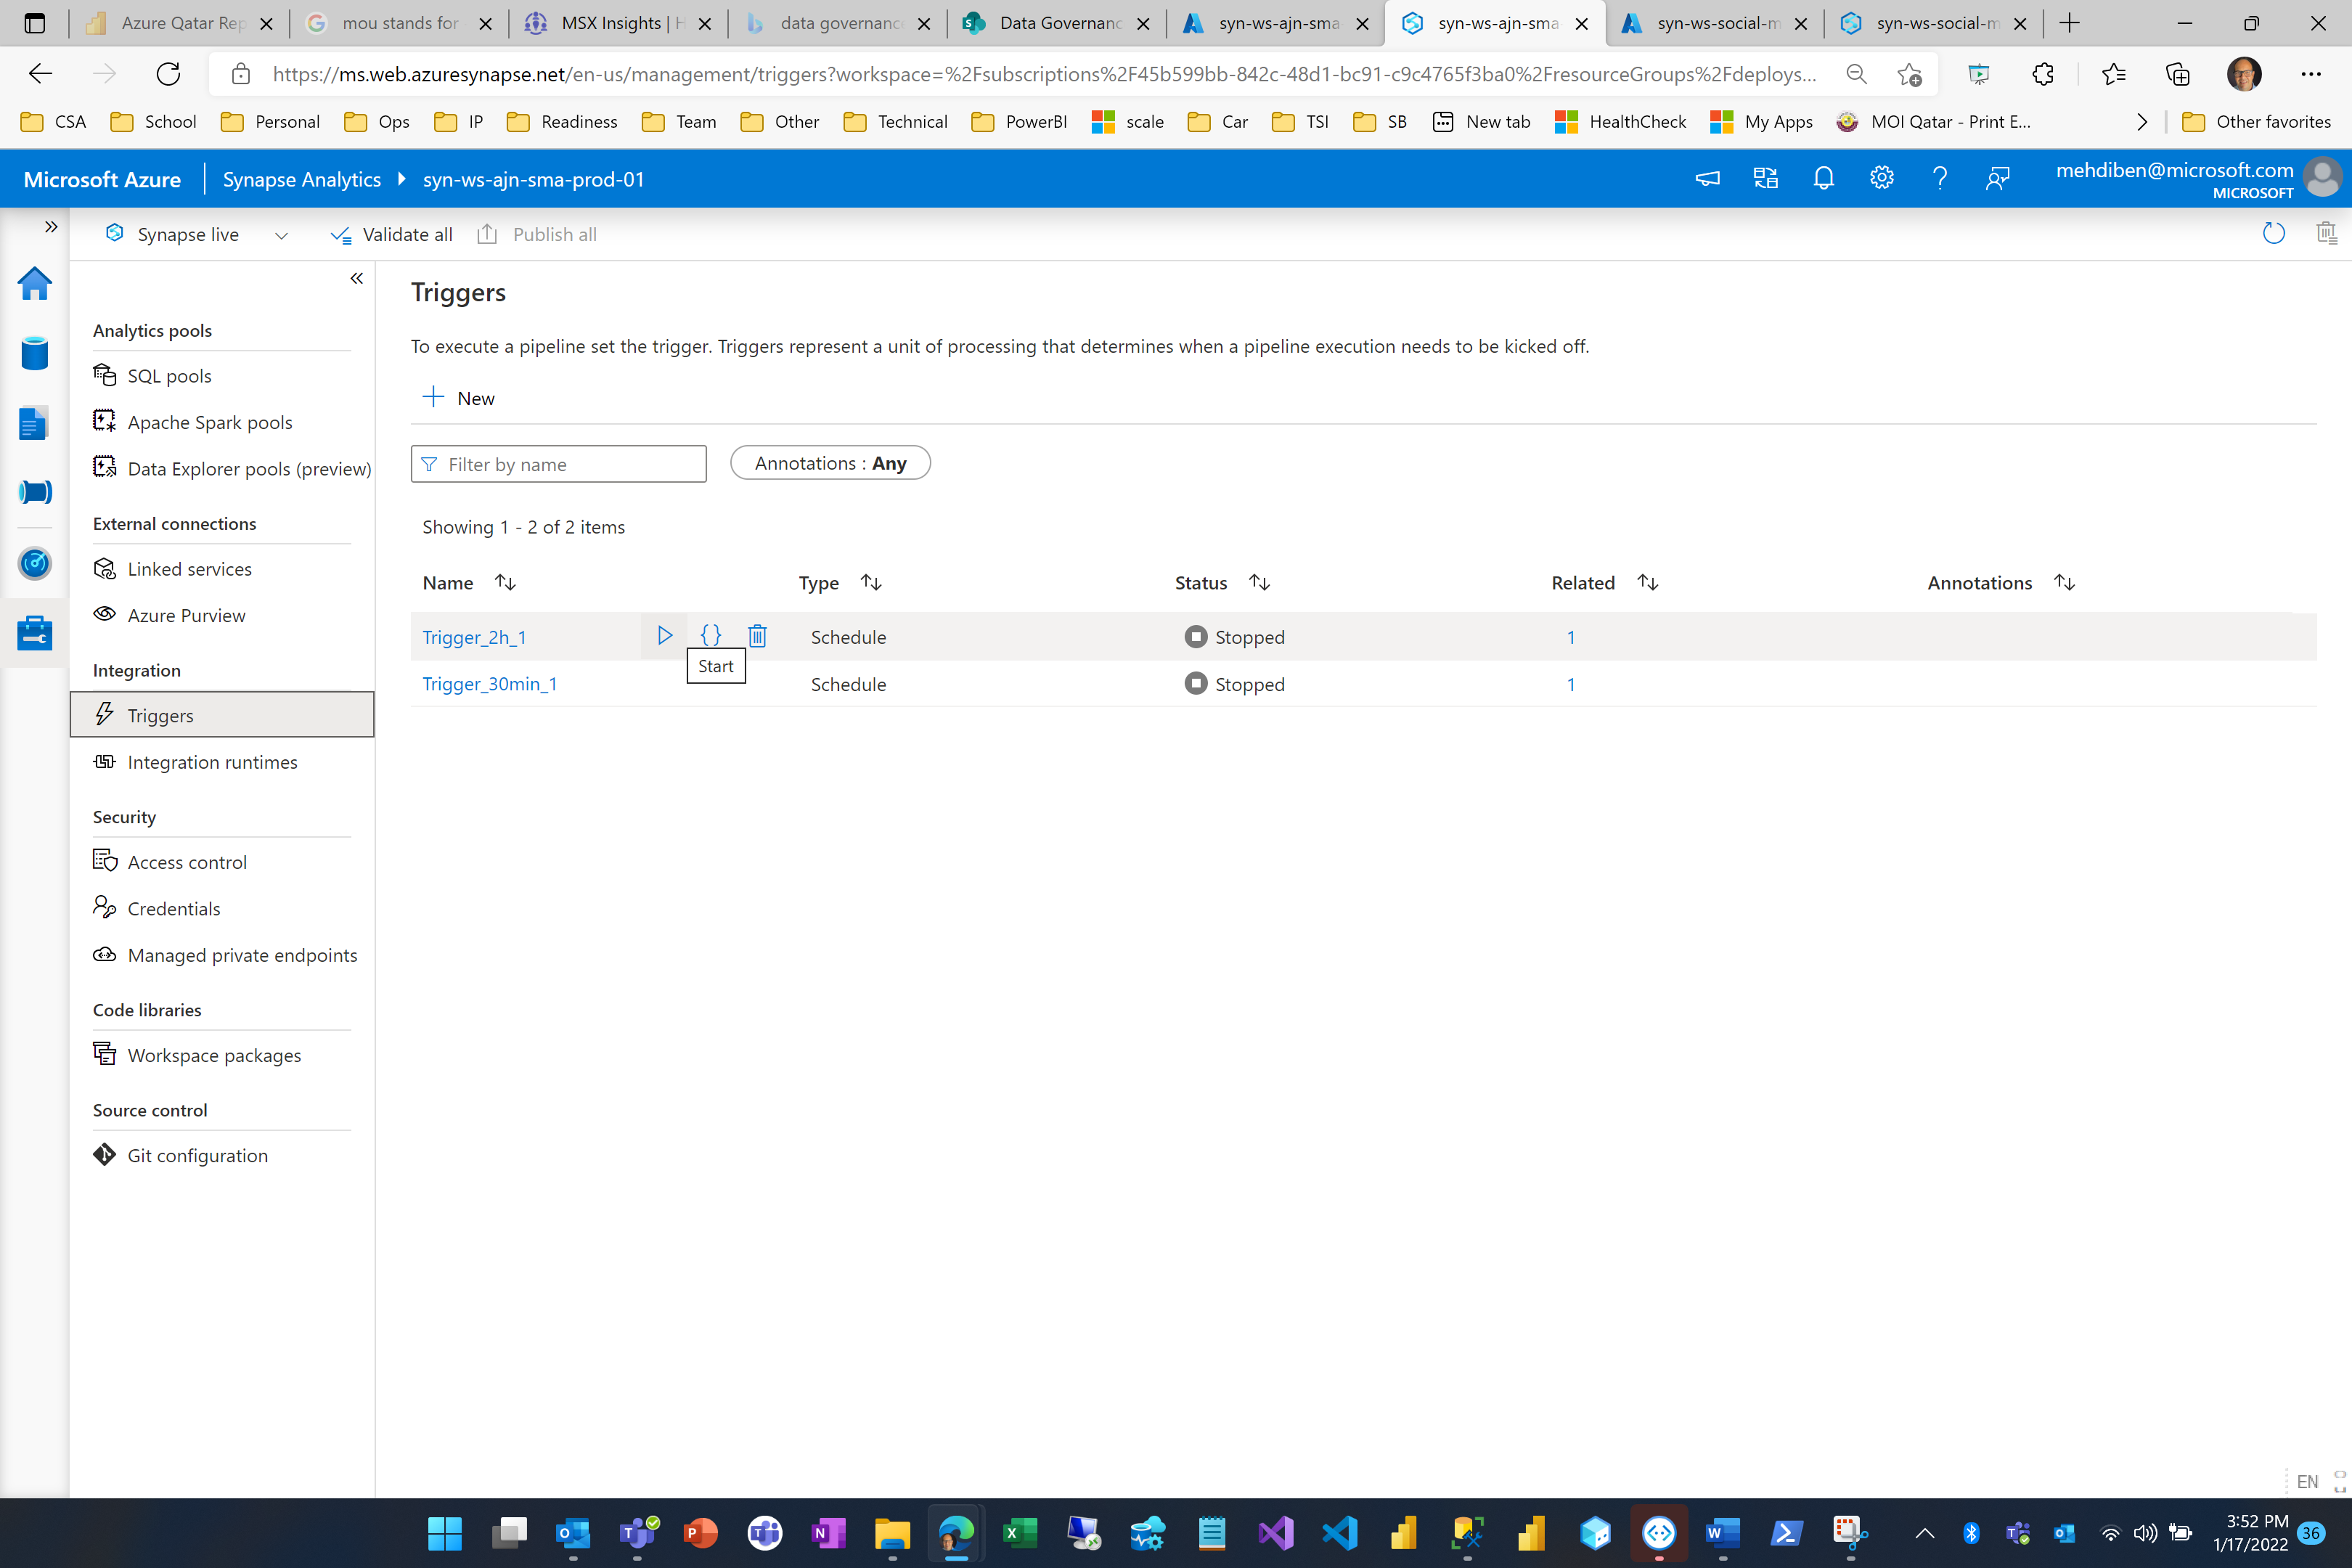 Azure Qatar Rep
mou stands for
MSX Insights | H
data governance
Data Governanc
syn-ws-ajn-sma-
syn-ws-ajn-sma-
syn-ws-social-m
syn-ws-social-m
https://ms.web.azuresynapse.net/en-us/management/triggers?workspace=%2Fsubscriptions%2F45b599bb-842c-48d1-bc91-c9c4765f3ba0%2FresourceGroups%2Fdeploys...
CSA School Personal Ops IP Readiness Team Other Technical PowerBI scale Car TSI SB New tab HealthCheck My Apps MOI Qatar - Print E... Other favorites
Microsoft Azure Synapse Analytics syn-ws-ajn-sma-prod-01
mehdiben@microsoft.com
MICROSOFT
Synapse live Validate all Publish all
Analytics pools
SQL pools
Apache Spark pools
Data Explorer pools (preview)
External connections
Linked services
Azure Purview
Integration
Triggers
Integration runtimes
Security
Access control
Credentials
Managed private endpoints
Code libraries
Workspace packages
Source control
Git configuration
Triggers
To execute a pipeline set the trigger. Triggers represent a unit of processing that determines when a pipeline execution needs to be kicked off.
New
Filter by name
Annotations : Any
Showing 1 - 2 of 2 items
Name Type Status Related Annotations
Trigger_2h_1 {} Schedule Stopped 1
Start
Trigger_30min_1 Schedule Stopped 1
EN
3:52 PM
1/17/2022
36